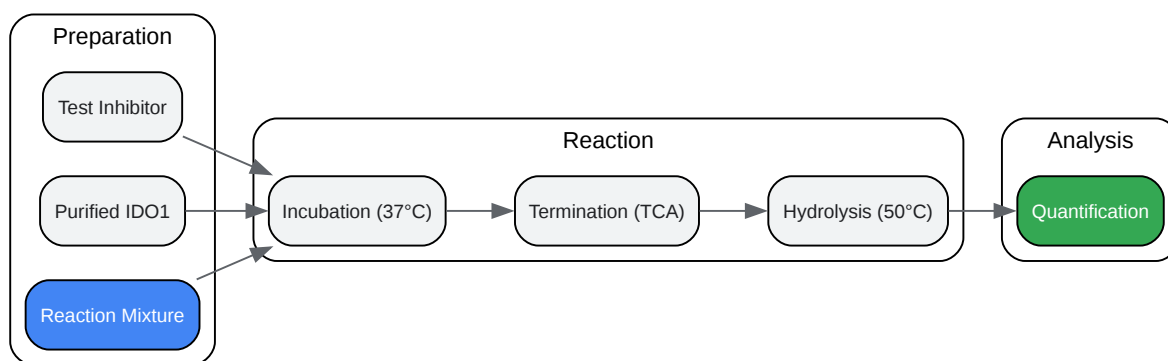 Preparation
Test Inhibitor
Purified IDO1
Reaction Mixture
Reaction
Incubation (37°C)
Termination (TCA)
Hydrolysis (50°C)
Analysis
Quantification